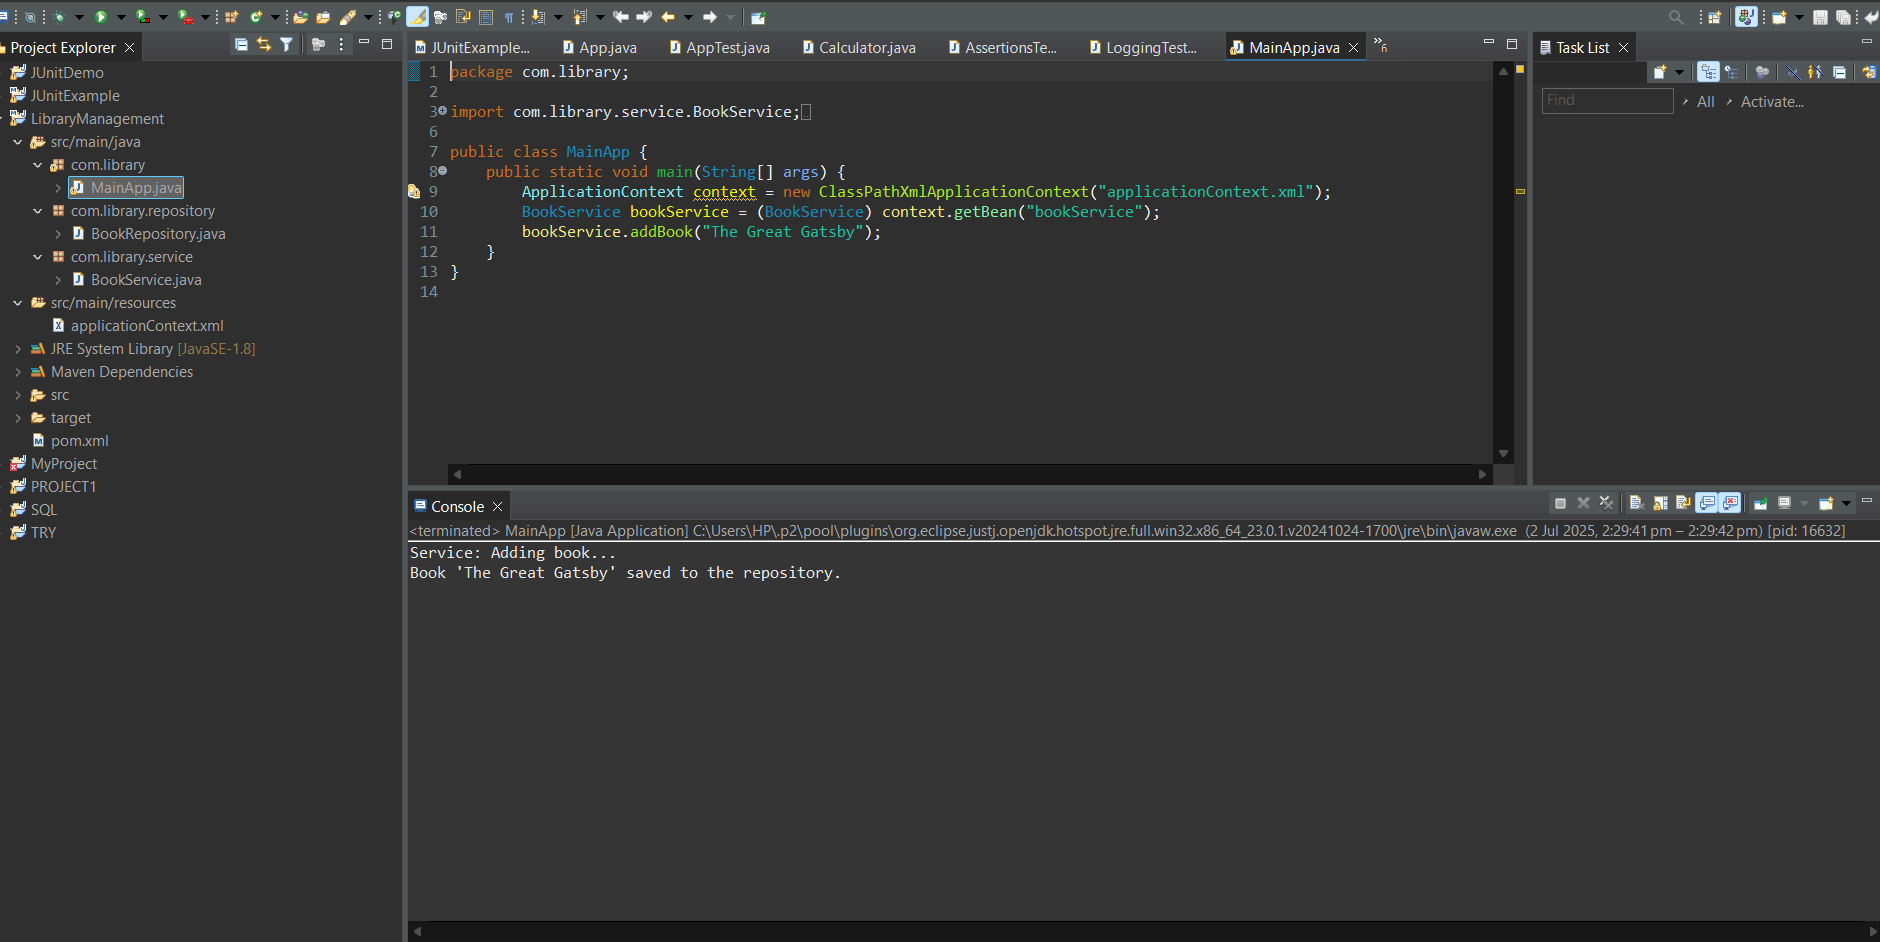 Project Explorer
JUnitDemo
JUnitExample
LibraryManagement
src/main/java
com.library
MainApp.java
com.library.repository
BookRepository.java
com.library.service
BookService.java
src/main/resources
applicationContext.xml
JRE System Library [JavaSE-1.8]
Maven Dependencies
src
target
pom.xml
MyProject
PROJECT1
SQL
TRY
JUnitExample... App.java AppTest.java Calculator.java AssertionsTe... LoggingTest... MainApp.java »6
1 package com.library;
2
3 import com.library.service.BookService;
6
7 public class MainApp {
8 public static void main(String[] args) {
9 ApplicationContext context = new ClassPathXmlApplicationContext("applicationContext.xml");
10 BookService bookService = (BookService) context.getBean("bookService");
11 bookService.addBook("The Great Gatsby");
12 }
13 }
14
Task List
Find All Activate...
Console
<terminated> MainApp [Java Application] C:\Users\HP\.p2\pool\plugins\org.eclipse.justj.openjdk.hotspot.jre.full.win32.x86_64_23.0.1.v20241024-1700\jre\bin\javaw.exe (2 Jul 2025, 2:29:41 pm – 2:29:42 pm) [pid: 16632]
Service: Adding book...
Book 'The Great Gatsby' saved to the repository.